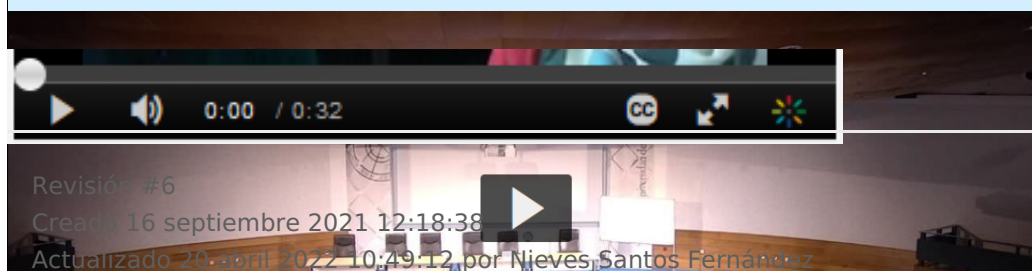 0:00 / 0:32
CC
Revisión #6
Creado 16 septiembre 2021 12:18:38
Actualizado 20 abril 2022 10:49:12 por Nieves Santos Fernández